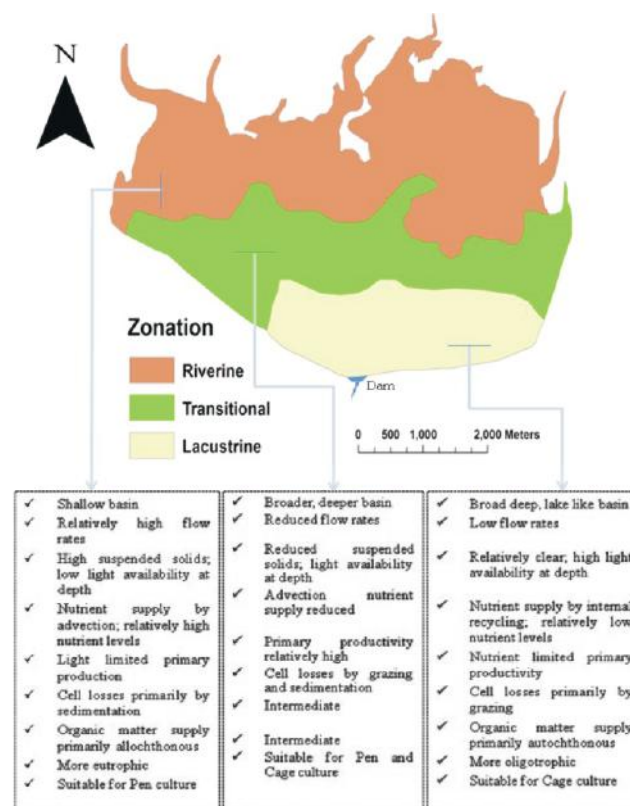 N
Zonation
Riverine
Transitional
Lacustrine
Dam
0 500 1,000 2,000 Meters
✓ Shallow basin
✓ Relatively high flow
rates
✓ High suspended solids;
low light availability at
depth
✓ Nutrient supply by
advection; relatively high
nutrient levels
✓ Light limited primary
production
✓ Cell losses primarily by
sedimentation
✓ Organic matter supply
primarily allochthonous
✓ More eutrophic
✓ Suitable for Pen culture
✓ Broader, deeper basin
✓ Reduced flow rates
✓ Reduced suspended
solids; light availability
at depth
✓ Advection nutrient
supply reduced
✓ Primary productivity
relatively high
✓ Cell losses by grazing
and sedimentation
✓ Intermediate
✓ Intermediate
✓ Suitable for Pen and
Cage culture
✓ Broad deep, lake like basin
✓ Low flow rates
✓ Relatively clear; high light
availability at depth
✓ Nutrient supply by internal
recycling; relatively low
nutrient levels
✓ Nutrient limited primary
productivity
✓ Cell losses primarily by
grazing
✓ Organic matter supply
primarily autochthonous
✓ More oligotrophic
✓ Suitable for Cage culture